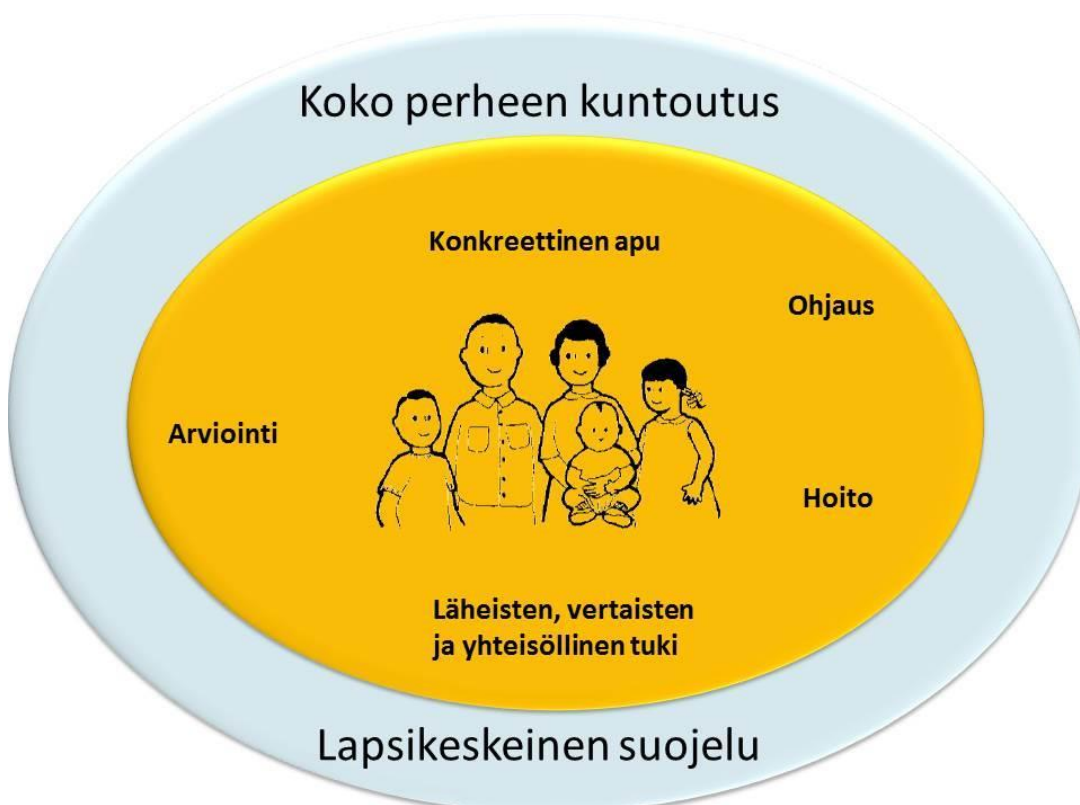 Koko perheen kuntoutus
Konkreettinen apu
Ohjaus
Arviointi
Hoito
Läheisten, vertaisten
ja yhteisöllinen tuki
Lapsikeskeinen suojelu